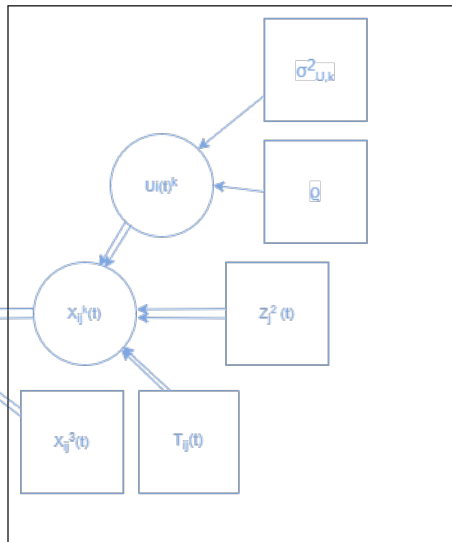 σ²U,k
Ui(t)ᵏ
ϱ
Xᵢⱼᵏ(t)
Zⱼ² (t)
Xᵢⱼ³(t)
Tᵢⱼ(t)